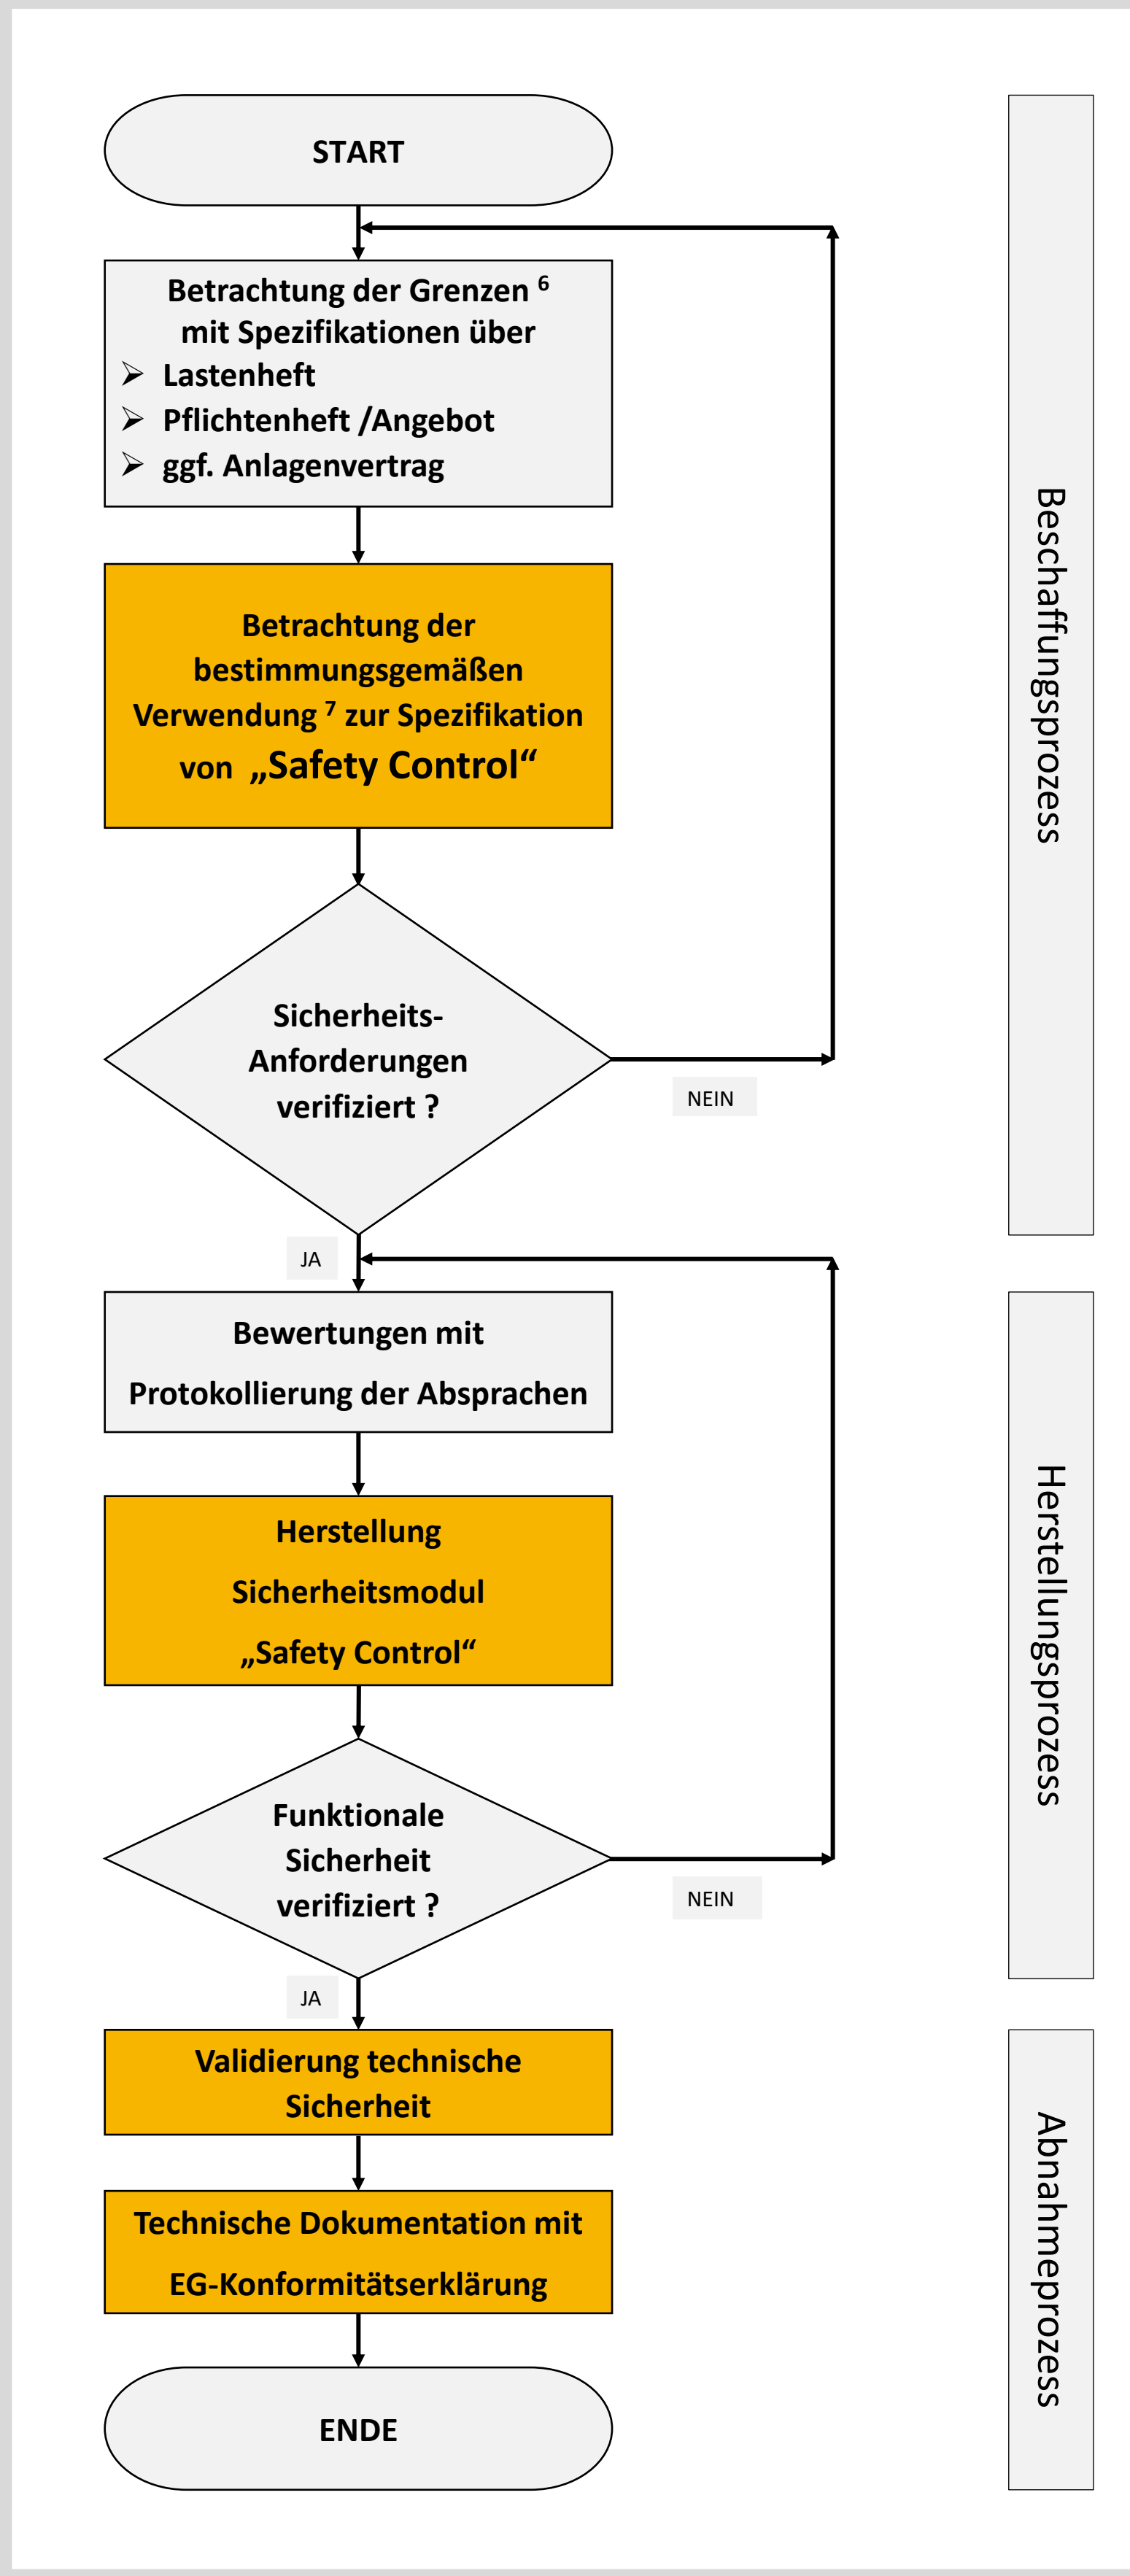 START
Betrachtung der Grenzen ⁶
mit Spezifikationen über
➢ Lastenheft
➢ Pflichtenheft /Angebot
➢ ggf. Anlagenvertrag
Betrachtung der
bestimmungsgemäßen
Verwendung ⁷ zur Spezifikation
von „Safety Control“
Sicherheits-
Anforderungen
verifiziert ?
NEIN
JA
Bewertungen mit
Protokollierung der Absprachen
Herstellung
Sicherheitsmodul
„Safety Control“
Funktionale
Sicherheit
verifiziert ?
NEIN
JA
Validierung technische
Sicherheit
Technische Dokumentation mit
EG-Konformitätserklärung
ENDE
Beschaffungsprozess
Herstellungsprozess
Abnahmeprozess